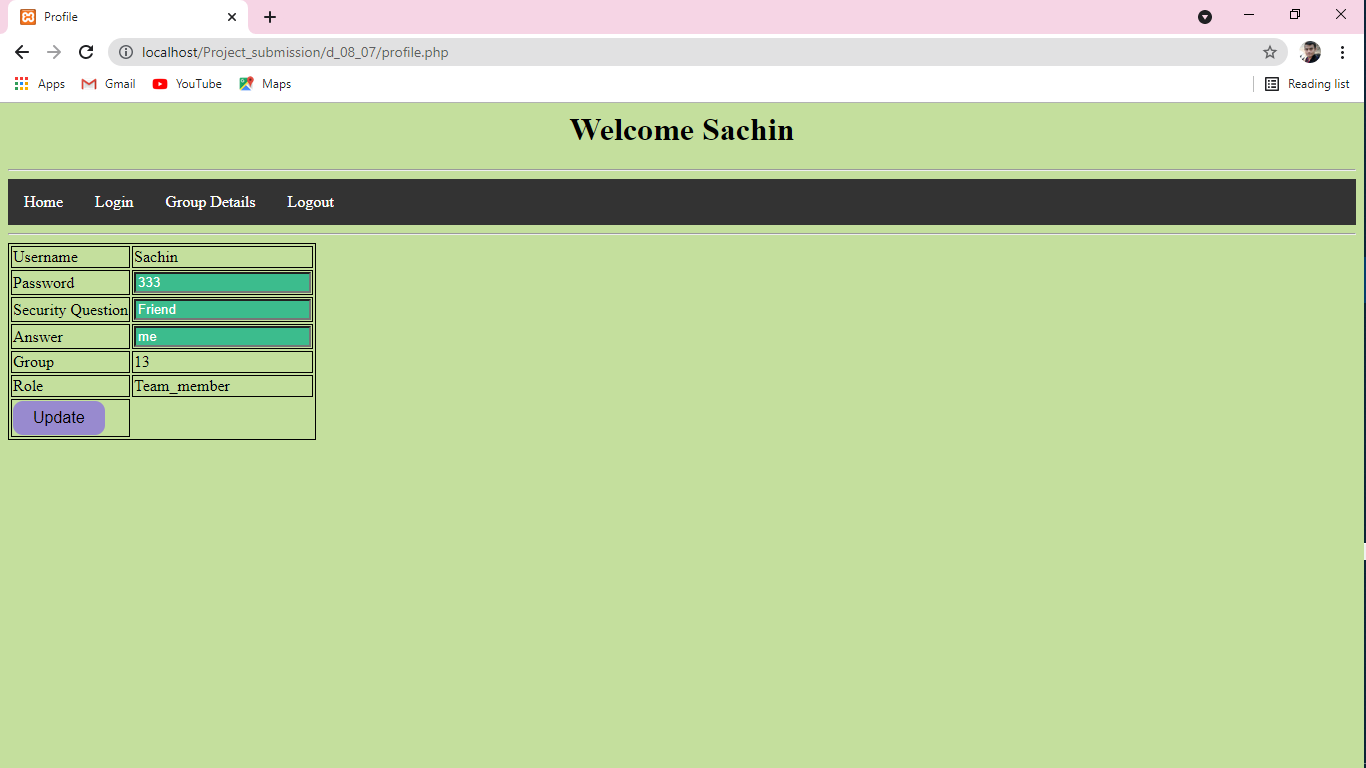 Profile
localhost/Project_submission/d_08_07/profile.php
Apps Gmail YouTube Maps Reading list
Welcome Sachin
Home Login Group Details Logout
Username Sachin
Password 333
Security Question Friend
Answer me
Group 13
Role Team_member
Update